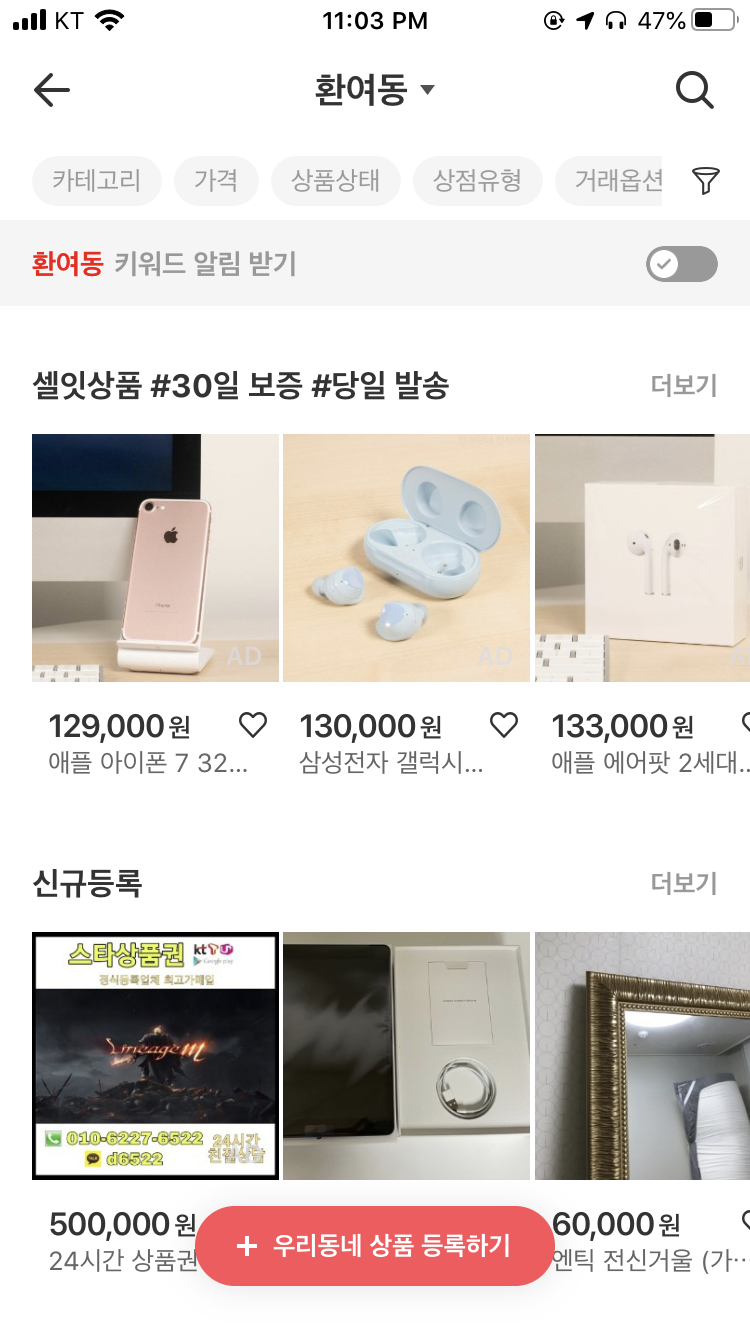 KT
11:03 PM
47%
환여동
카테고리
가격
상품상태
상점유형
거래옵션
환여동 키워드 알림 받기
셀잇상품 #30일 보증 #당일 발송
더보기
AD
AD
129,000원
130,000원
133,000원
애플 아이폰 7 32...
삼성전자 갤럭시...
애플 에어팟 2세대...
신규등록
더보기
스타상품권 kt T U+
Google play
정식등록업체 최고가매입
Lineage M
010-6227-6522
d6522
24시간
친절상담
500,000원
60,000원
24시간 상품권
엔틱 전신거울 (가...
+ 우리동네 상품 등록하기